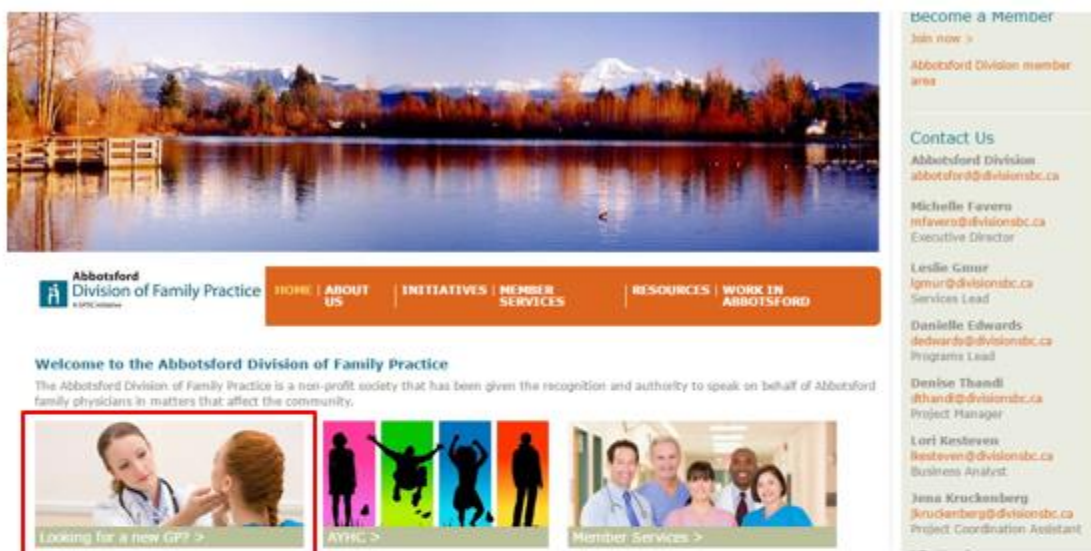 Abbotsford
Division of Family Practice
HOME | ABOUT US | INITIATIVES | MEMBER SERVICES | RESOURCES | WORK IN ABBOTSFORD
Welcome to the Abbotsford Division of Family Practice
The Abbotsford Division of Family Practice is a non-profit society that has been given the recognition and authority to speak on behalf of Abbotsford
family physicians in matters that affect the community.
Looking for a new GP? >
AYHC >
Member Services >
Become a Member
Join now >
Abbotsford Division member
area
Contact Us
Abbotsford Division
abbotsford@divisionsbc.ca
Michelle Favero
mfavero@divisionsbc.ca
Executive Director
Leslie Gmur
lgmur@divisionsbc.ca
Services Lead
Danielle Edwards
dedwards@divisionsbc.ca
Programs Lead
Denise Thandi
dthandi@divisionsbc.ca
Project Manager
Lori Kesteven
lkesteven@divisionsbc.ca
Business Analyst
Jena Kruckenberg
jkruckenberg@divisionsbc.ca
Project Coordination Assistant